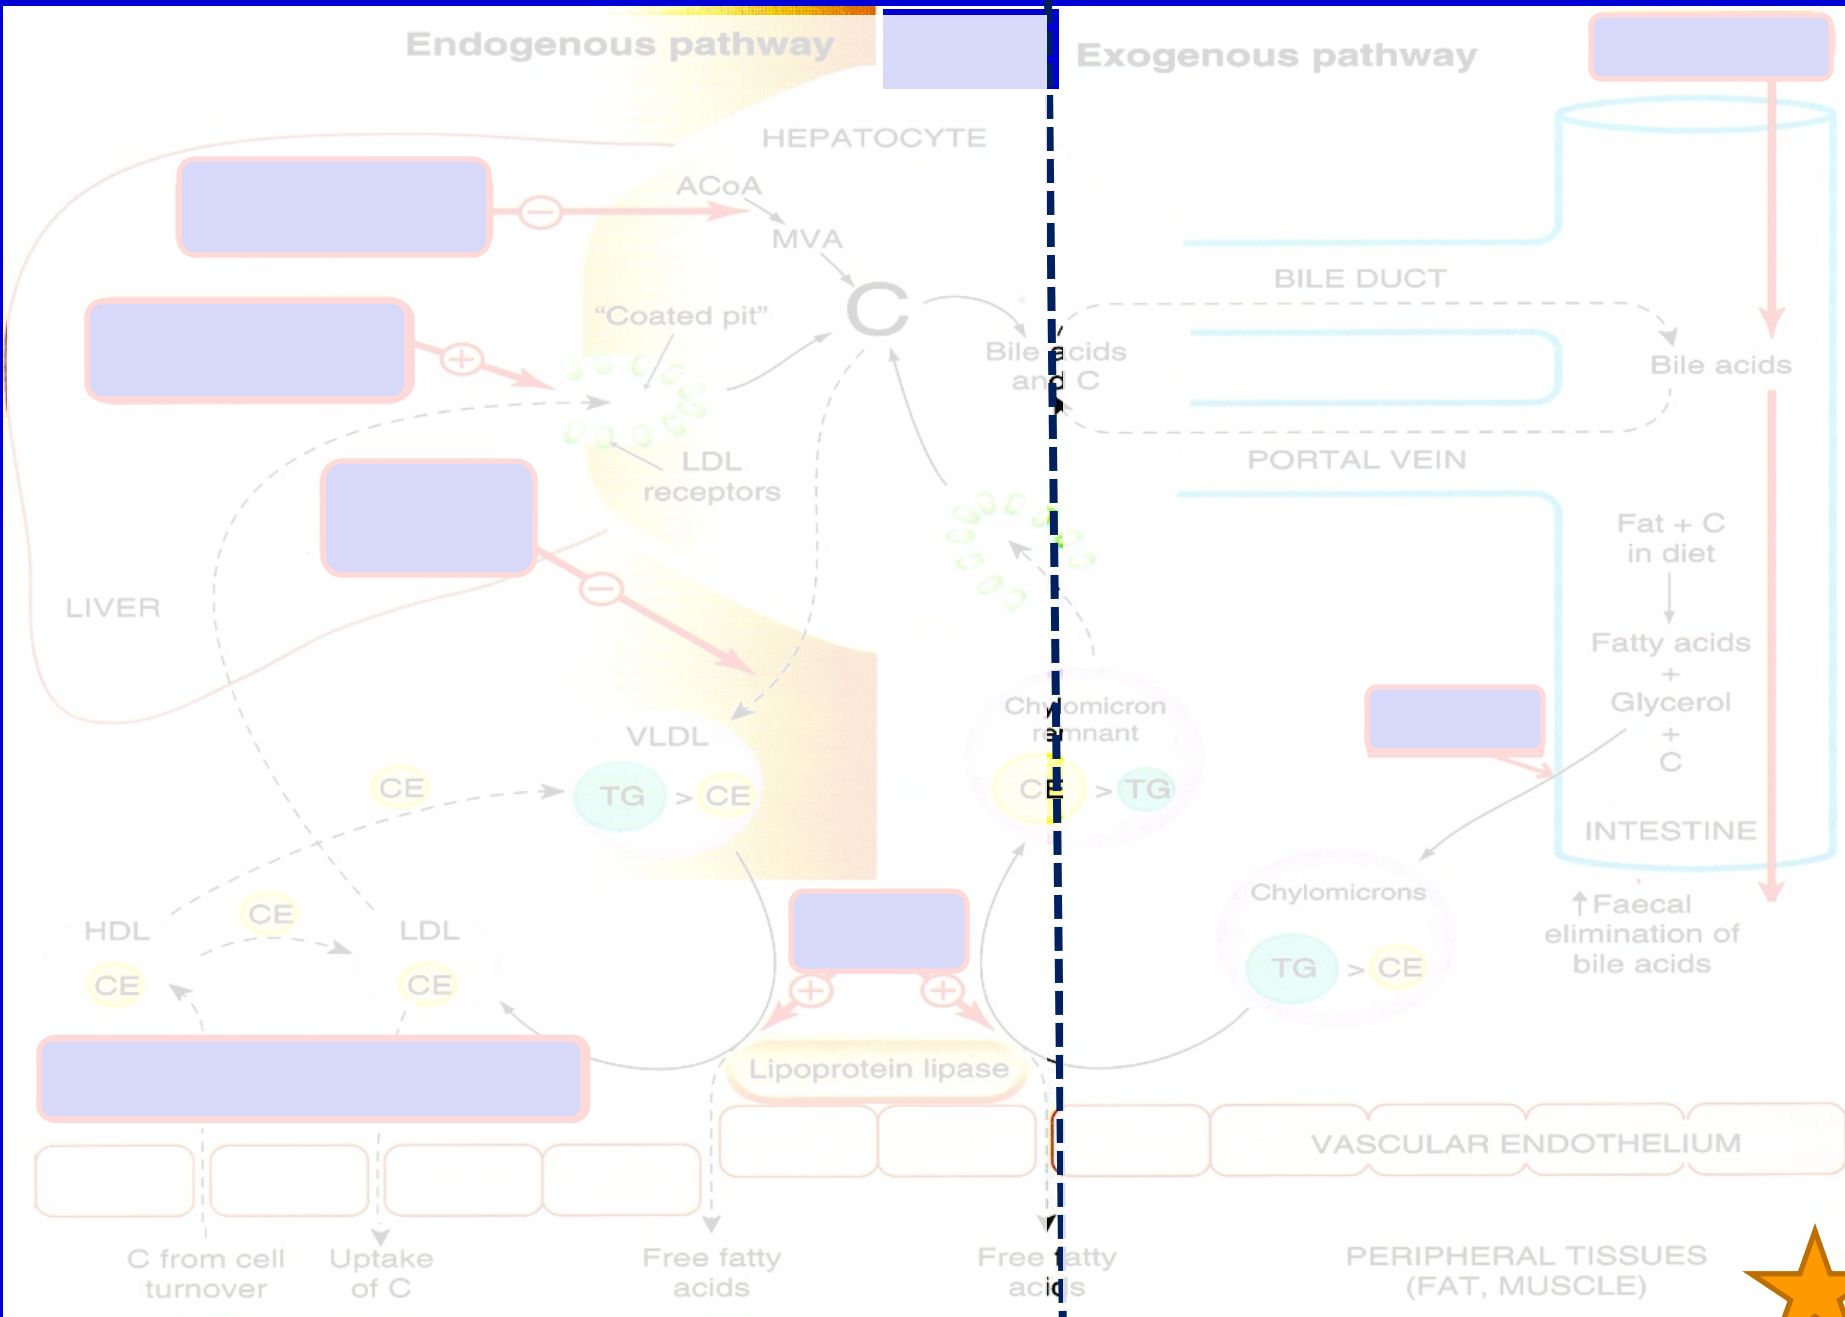 Endogenous pathway
Exogenous pathway
HEPATOCYTE
ACoA
MVA
BILE DUCT
C
“Coated pit”
Bile acids
and C
Bile acids
LDL
receptors
PORTAL VEIN
Fat + C
in diet
LIVER
Fatty acids
+
Glycerol
+
C
Chylomicron
remnant
CE > TG
VLDL
TG > CE
CE
INTESTINE
Chylomicrons
TG > CE
↑Faecal
elimination of
bile acids
HDL
CE
CE
LDL
CE
Lipoprotein lipase
VASCULAR ENDOTHELIUM
C from cell
turnover
Uptake
of C
Free fatty
acids
Free fatty
acids
PERIPHERAL TISSUES
(FAT, MUSCLE)